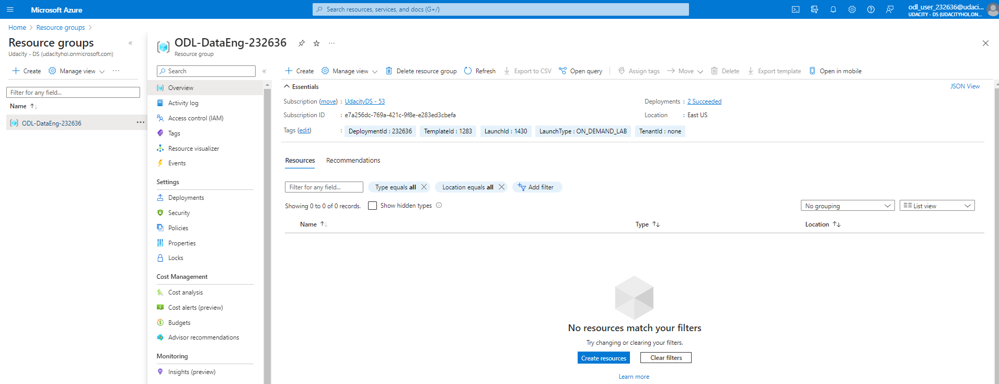 Microsoft Azure
Search resources, services, and docs (G+/)
odl_user_232636@udaci...
UDACITY - DS (UDACITYHOL.ON...
Home > Resource groups >
Resource groups
Udacity - DS (udacityhol.onmicrosoft.com)
+ Create Manage view ...
Filter for any field...
Name
ODL-DataEng-232636 ...
ODL-DataEng-232636 ...
Resource group
Search
Overview
Activity log
Access control (IAM)
Tags
Resource visualizer
Events
Settings
Deployments
Security
Policies
Properties
Locks
Cost Management
Cost analysis
Cost alerts (preview)
Budgets
Advisor recommendations
Monitoring
Insights (preview)
+ Create Manage view Delete resource group Refresh Export to CSV Open query Assign tags Move Delete Export template Open in mobile
Essentials
JSON View
Subscription (move) : UdacityDS - 53
Deployments : 2 Succeeded
Subscription ID : e7a256dc-769a-421c-9f8e-e283ed3cbefa
Location : East US
Tags (edit) : DeploymentId : 232636 TemplateId : 1283 LaunchId : 1430 LaunchType : ON_DEMAND_LAB TenantId : none
Resources Recommendations
Filter for any field... Type equals all Location equals all Add filter
Showing 0 to 0 of 0 records. Show hidden types
No grouping List view
Name Type Location
No resources match your filters
Try changing or clearing your filters.
Create resources Clear filters
Learn more